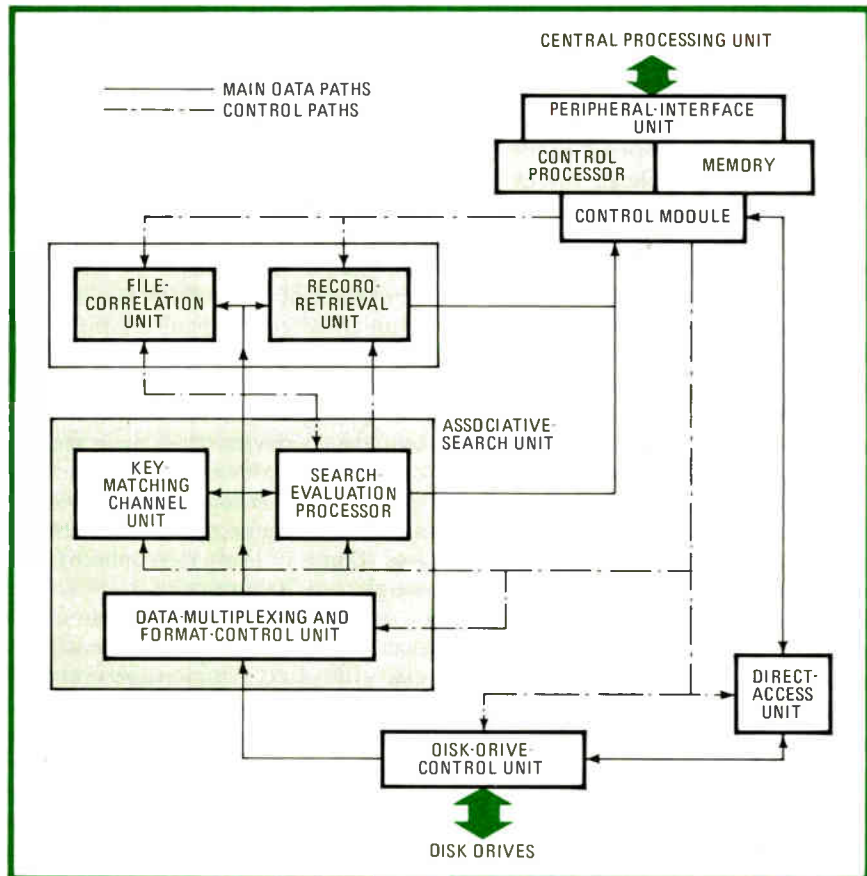 CENTRAL PROCESSING UNIT
MAIN DATA PATHS
CONTROL PATHS
PERIPHERAL-INTERFACE
UNIT
CONTROL
PROCESSOR
MEMORY
CONTROL MODULE
FILE-
CORRELATION
UNIT
RECORD-
RETRIEVAL
UNIT
ASSOCIATIVE-
SEARCH UNIT
KEY-
MATCHING
CHANNEL
UNIT
SEARCH-
EVALUATION
PROCESSOR
DATA-MULTIPLEXING AND
FORMAT-CONTROL UNIT
DIRECT-
ACCESS
UNIT
DISK-DRIVE-
CONTROL UNIT
DISK DRIVES